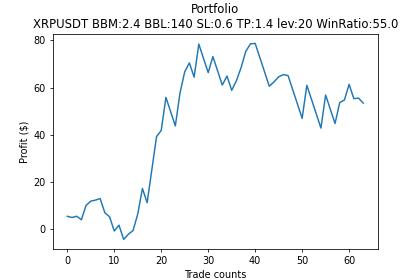 Portfolio
XRPUSDT BBM:2.4 BBL:140 SL:0.6 TP:1.4 lev:20 WinRatio:55.0
80
60
40
20
0
Profit ($)
0 10 20 30 40 50 60
Trade counts